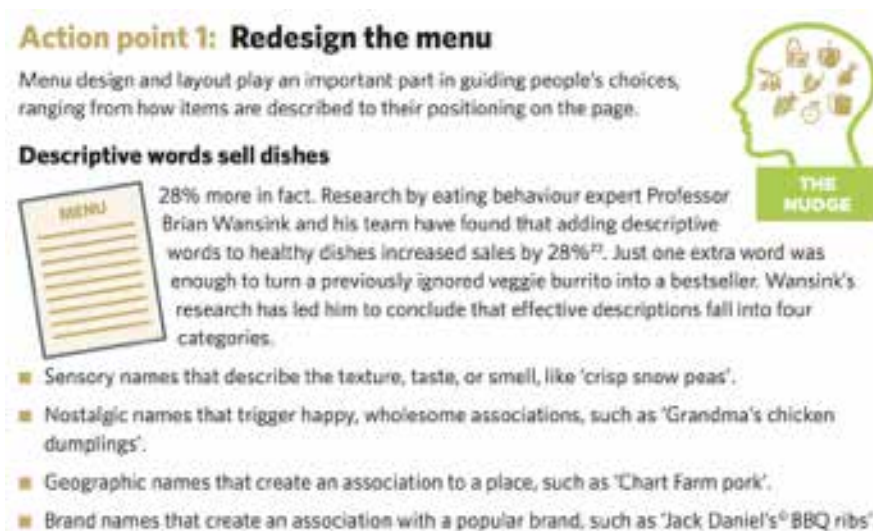 Action point 1: Redesign the menu
Menu design and layout play an important part in guiding people's choices,
ranging from how items are described to their positioning on the page.
THE
NUDGE
Descriptive words sell dishes
MENU
28% more in fact. Research by eating behaviour expert Professor
Brian Wansink and his team have found that adding descriptive
words to healthy dishes increased sales by 28%²². Just one extra word was
enough to turn a previously ignored veggie burrito into a bestseller. Wansink's
research has led him to conclude that effective descriptions fall into four
categories.
■ Sensory names that describe the texture, taste, or smell, like 'crisp snow peas'.
■ Nostalgic names that trigger happy, wholesome associations, such as 'Grandma's chicken
dumplings'.
■ Geographic names that create an association to a place, such as 'Chart Farm pork'.
■ Brand names that create an association with a popular brand, such as 'Jack Daniel's© BBQ ribs'